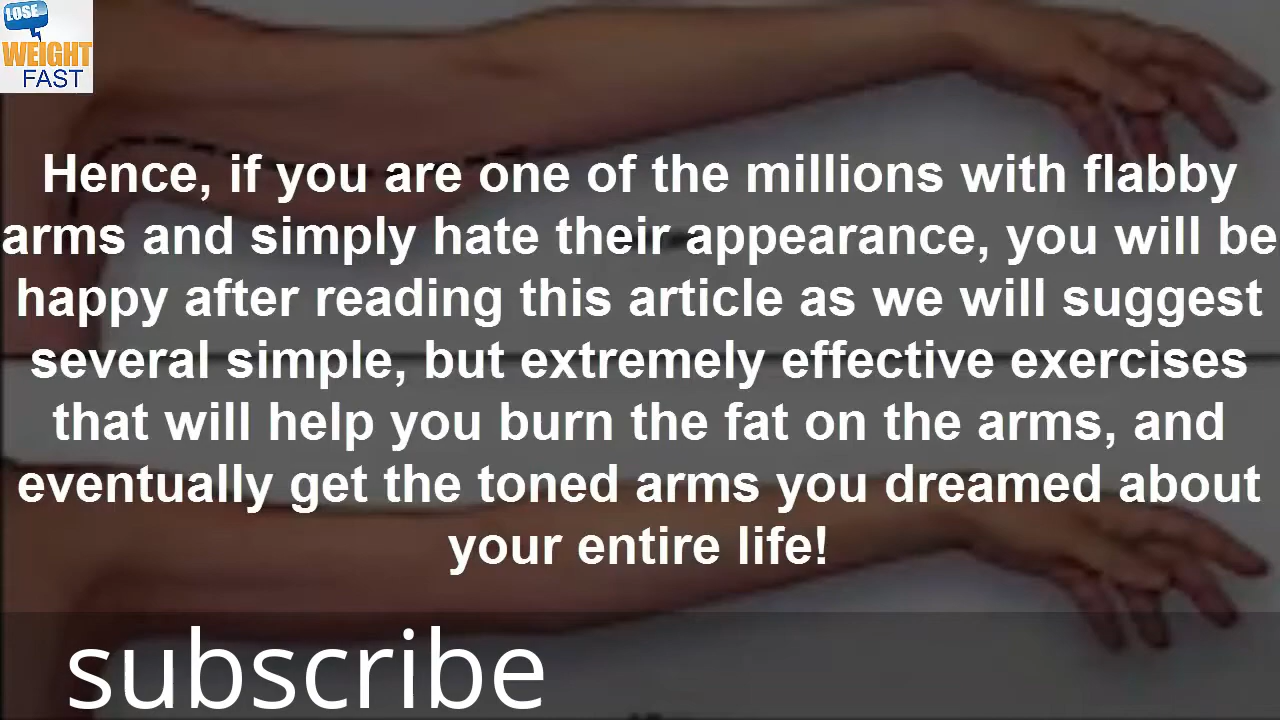 LOSE
WEIGHT
FAST
Hence, if you are one of the millions with flabby
arms and simply hate their appearance, you will be
happy after reading this article as we will suggest
several simple, but extremely effective exercises
that will help you burn the fat on the arms, and
eventually get the toned arms you dreamed about
your entire life!
subscribe